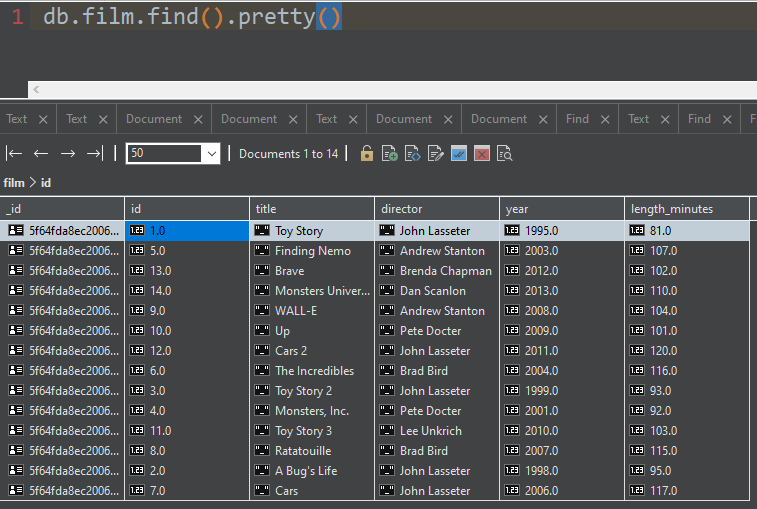 1 db.film.find().pretty()
Text Text Document Document Text Document Document Find Text Find F
50 Documents 1 to 14
film > id
_id id title director year length_minutes
5f64fda8ec2006... 1.0 Toy Story John Lasseter 1995.0 81.0
5f64fda8ec2006... 5.0 Finding Nemo Andrew Stanton 2003.0 107.0
5f64fda8ec2006... 13.0 Brave Brenda Chapman 2012.0 102.0
5f64fda8ec2006... 14.0 Monsters Univer... Dan Scanlon 2013.0 110.0
5f64fda8ec2006... 9.0 WALL-E Andrew Stanton 2008.0 104.0
5f64fda8ec2006... 10.0 Up Pete Docter 2009.0 101.0
5f64fda8ec2006... 12.0 Cars 2 John Lasseter 2011.0 120.0
5f64fda8ec2006... 6.0 The Incredibles Brad Bird 2004.0 116.0
5f64fda8ec2006... 3.0 Toy Story 2 John Lasseter 1999.0 93.0
5f64fda8ec2006... 4.0 Monsters, Inc. Pete Docter 2001.0 92.0
5f64fda8ec2006... 11.0 Toy Story 3 Lee Unkrich 2010.0 103.0
5f64fda8ec2006... 8.0 Ratatouille Brad Bird 2007.0 115.0
5f64fda8ec2006... 2.0 A Bug's Life John Lasseter 1998.0 95.0
5f64fda8ec2006... 7.0 Cars John Lasseter 2006.0 117.0